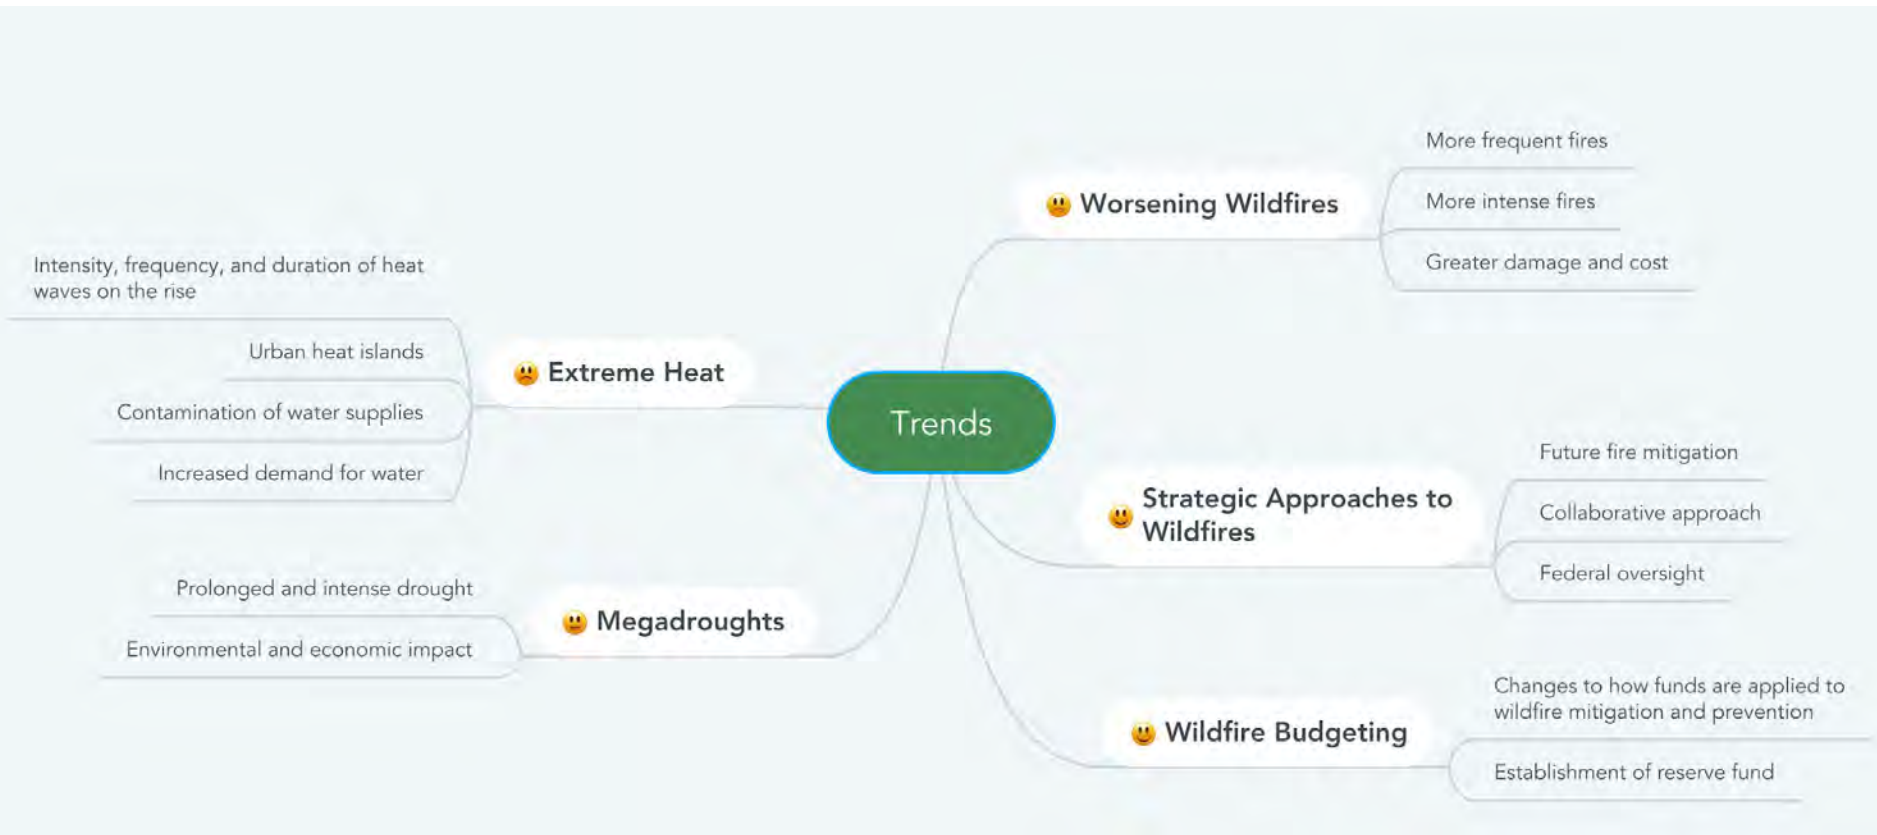 Trends
Worsening Wildfires
More frequent fires
More intense fires
Greater damage and cost
Strategic Approaches to
Wildfires
Future fire mitigation
Collaborative approach
Federal oversight
Wildfire Budgeting
Changes to how funds are applied to
wildfire mitigation and prevention
Establishment of reserve fund
Extreme Heat
Intensity, frequency, and duration of heat
waves on the rise
Urban heat islands
Contamination of water supplies
Increased demand for water
Megadroughts
Prolonged and intense drought
Environmental and economic impact